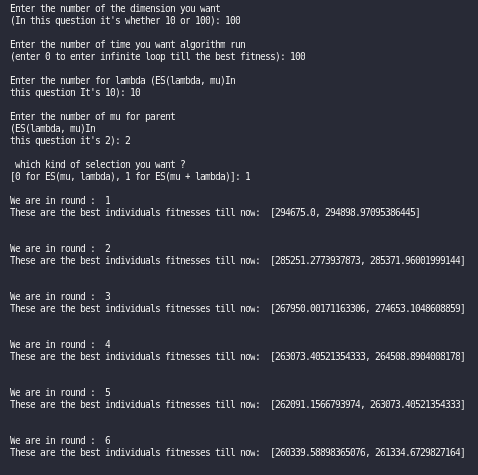 Enter the number of the dimension you want
(In this question it's whether 10 or 100): 100
Enter the number of time you want algorithm run
(enter 0 to enter infinite loop till the best fitness): 100
Enter the number for lambda (ES(lambda, mu)In
this question It's 10): 10
Enter the number of mu for parent
(ES(lambda, mu)In
this question it's 2): 2
which kind of selection you want ?
[0 for ES(mu, lambda), 1 for ES(mu + lambda)]: 1
We are in round :  1
These are the best individuals fitnesses till now:  [294675.0, 294898.97095386445]
We are in round :  2
These are the best individuals fitnesses till now:  [285251.2773937873, 285371.96001999144]
We are in round :  3
These are the best individuals fitnesses till now:  [267950.00171163306, 274653.1048608859]
We are in round :  4
These are the best individuals fitnesses till now:  [263073.40521354333, 264508.8904008178]
We are in round :  5
These are the best individuals fitnesses till now:  [262091.1566793974, 263073.40521354333]
We are in round :  6
These are the best individuals fitnesses till now:  [260339.58898365076, 261334.6729827164]